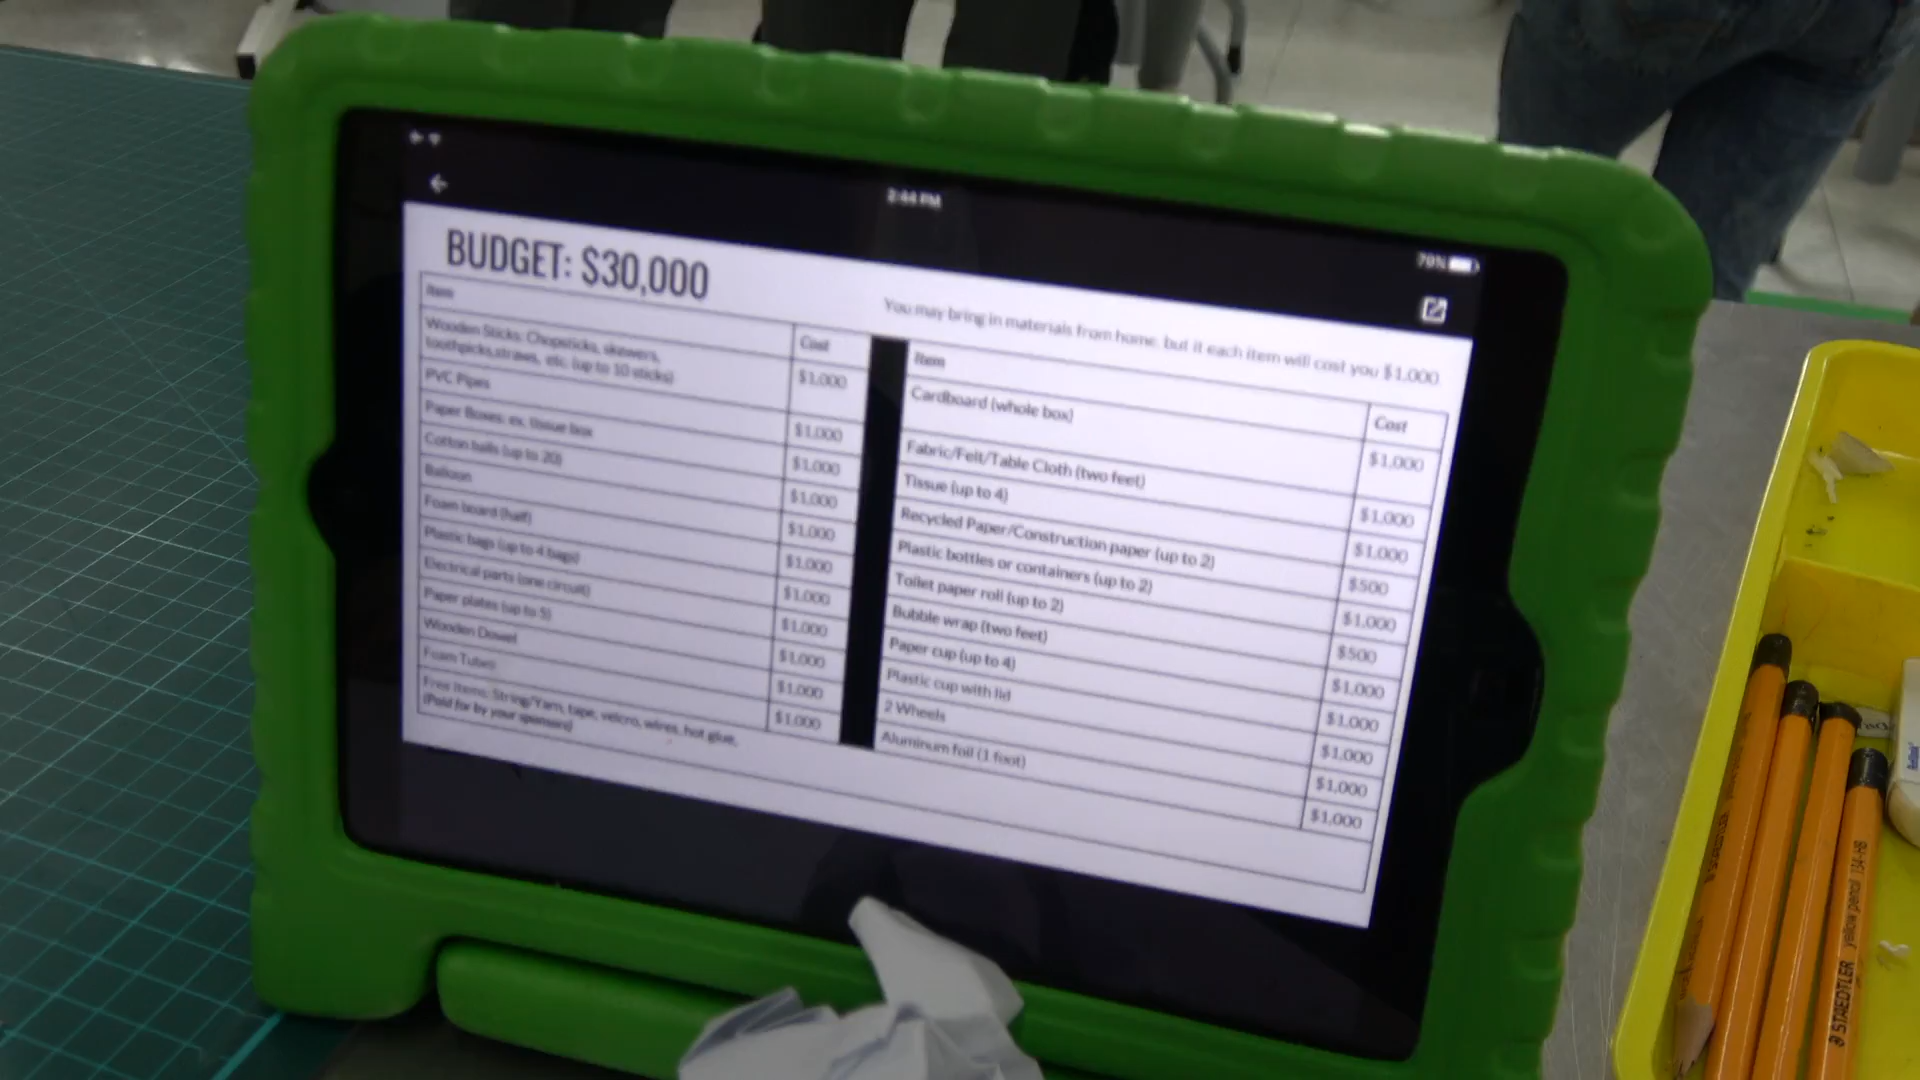 2:44 PM
79%
BUDGET: $30,000
You may bring in materials from home, but it each item will cost you $1,000
Item Cost
Wooden Sticks: Chopsticks, skewers,
toothpicks,straws, etc. (up to 10 sticks) $1,000
PVC Pipes $1,000
Paper Boxes: ex. tissue box $1,000
Cotton balls (up to 20) $1,000
Balloon $1,000
Foam board (half) $1,000
Plastic bags (up to 4 bags) $1,000
Electrical parts (one circuit) $1,000
Paper plates (up to 5) $1,000
Wooden Dowel $1,000
Foam Tubes $1,000
Free Items: String/Yarn, tape, velcro, wires, hot glue,
(Paid for by your sponsors)
Item Cost
Cardboard (whole box) $1,000
Fabric/Felt/Table Cloth (two feet) $1,000
Tissue (up to 4) $1,000
Recycled Paper/Construction paper (up to 2) $500
Plastic bottles or containers (up to 2) $1,000
Toilet paper roll (up to 2) $500
Bubble wrap (two feet) $1,000
Paper cup (up to 4) $1,000
Plastic cup with lid $1,000
2 Wheels $1,000
Aluminum foil (1 foot) $1,000
STAEDTLER yellow pencil 134-HB